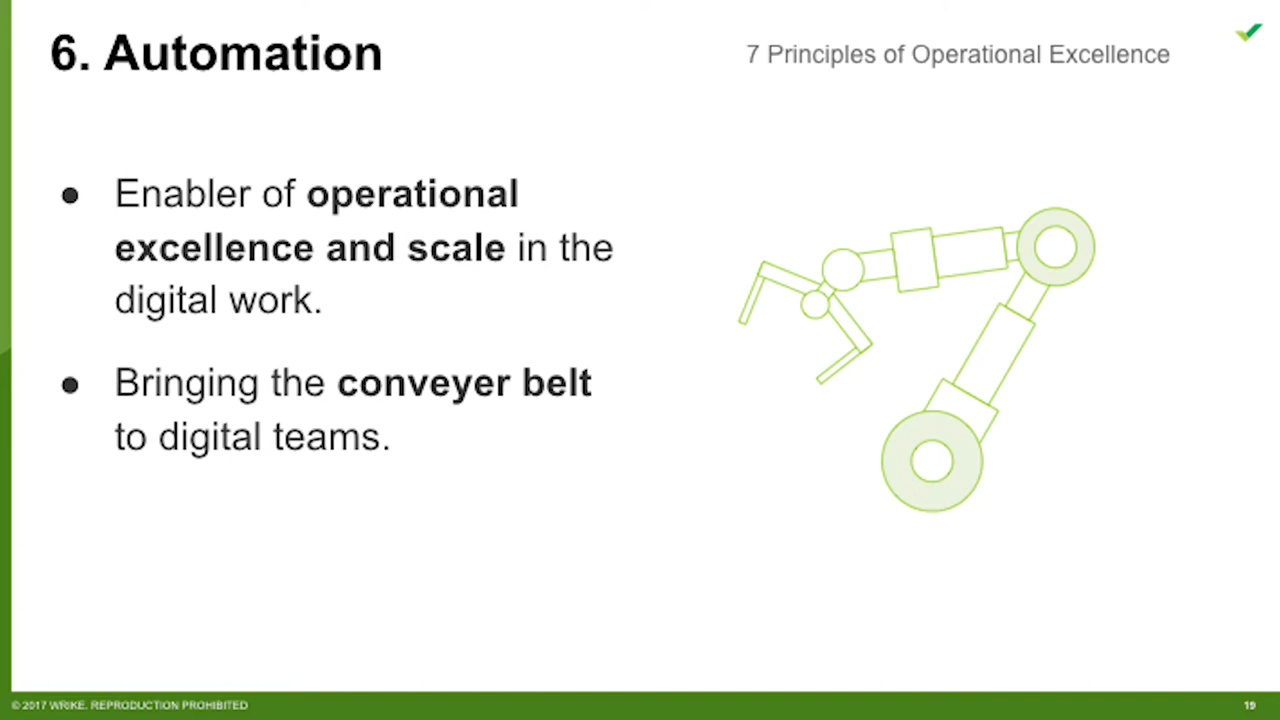 6. Automation
7 Principles of Operational Excellence
● Enabler of operational
excellence and scale in the
digital work.
● Bringing the conveyer belt
to digital teams.
© 2017 WRIKE. REPRODUCTION PROHIBITED
19